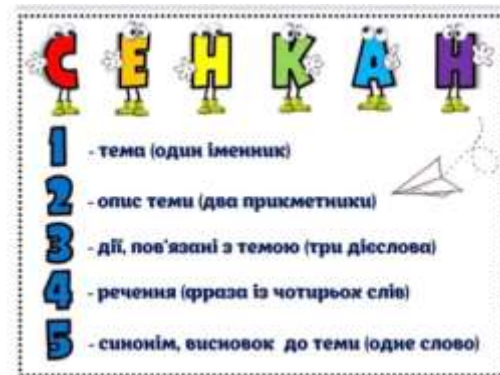 СЕНКАН
1 - тема (один іменник)
2 - опис теми (два прикметники)
3 - дії, пов'язані з темою (три дієслова)
4 - речення (фраза із чотирьох слів)
5 - синонім, висновок до теми (одне слово)